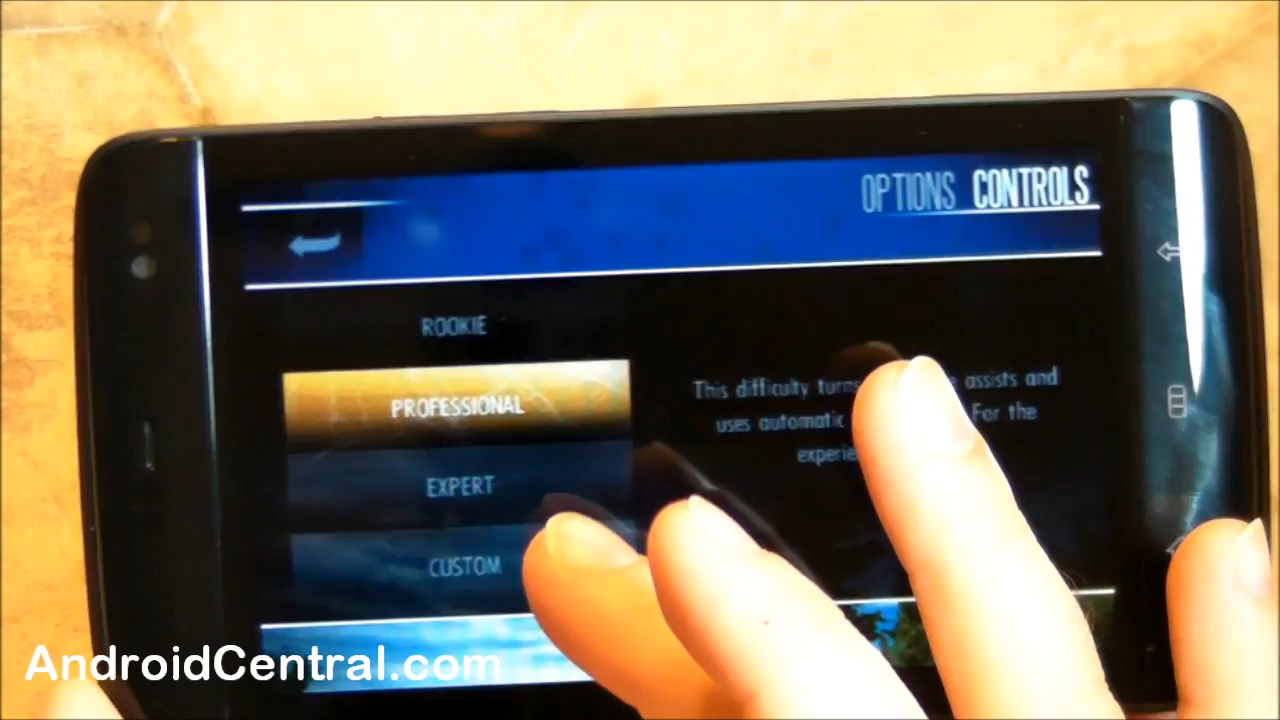 OPTIONS CONTROLS
ROOKIE
PROFESSIONAL
EXPERT
CUSTOM
This difficulty turns assists and
uses automatic For the
AndroidCentral.com